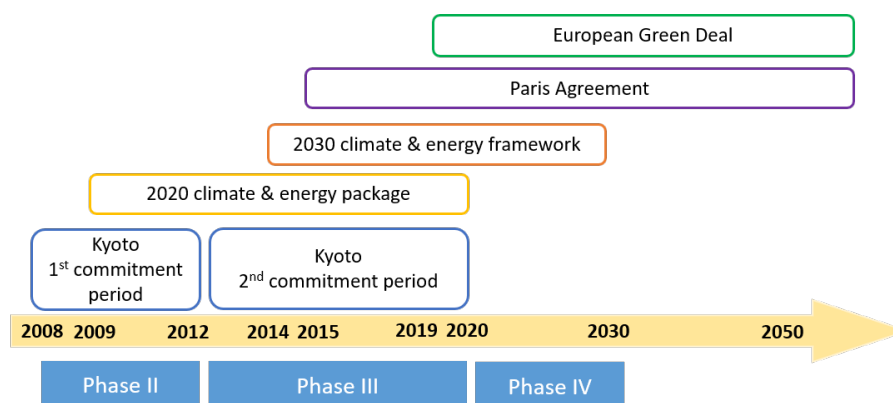 European Green Deal
Paris Agreement
2030 climate & energy framework
2020 climate & energy package
Kyoto
1st commitment
period
Kyoto
2nd commitment period
2008 2009 2012 2014 2015 2019 2020 2030 2050
Phase II Phase III Phase IV